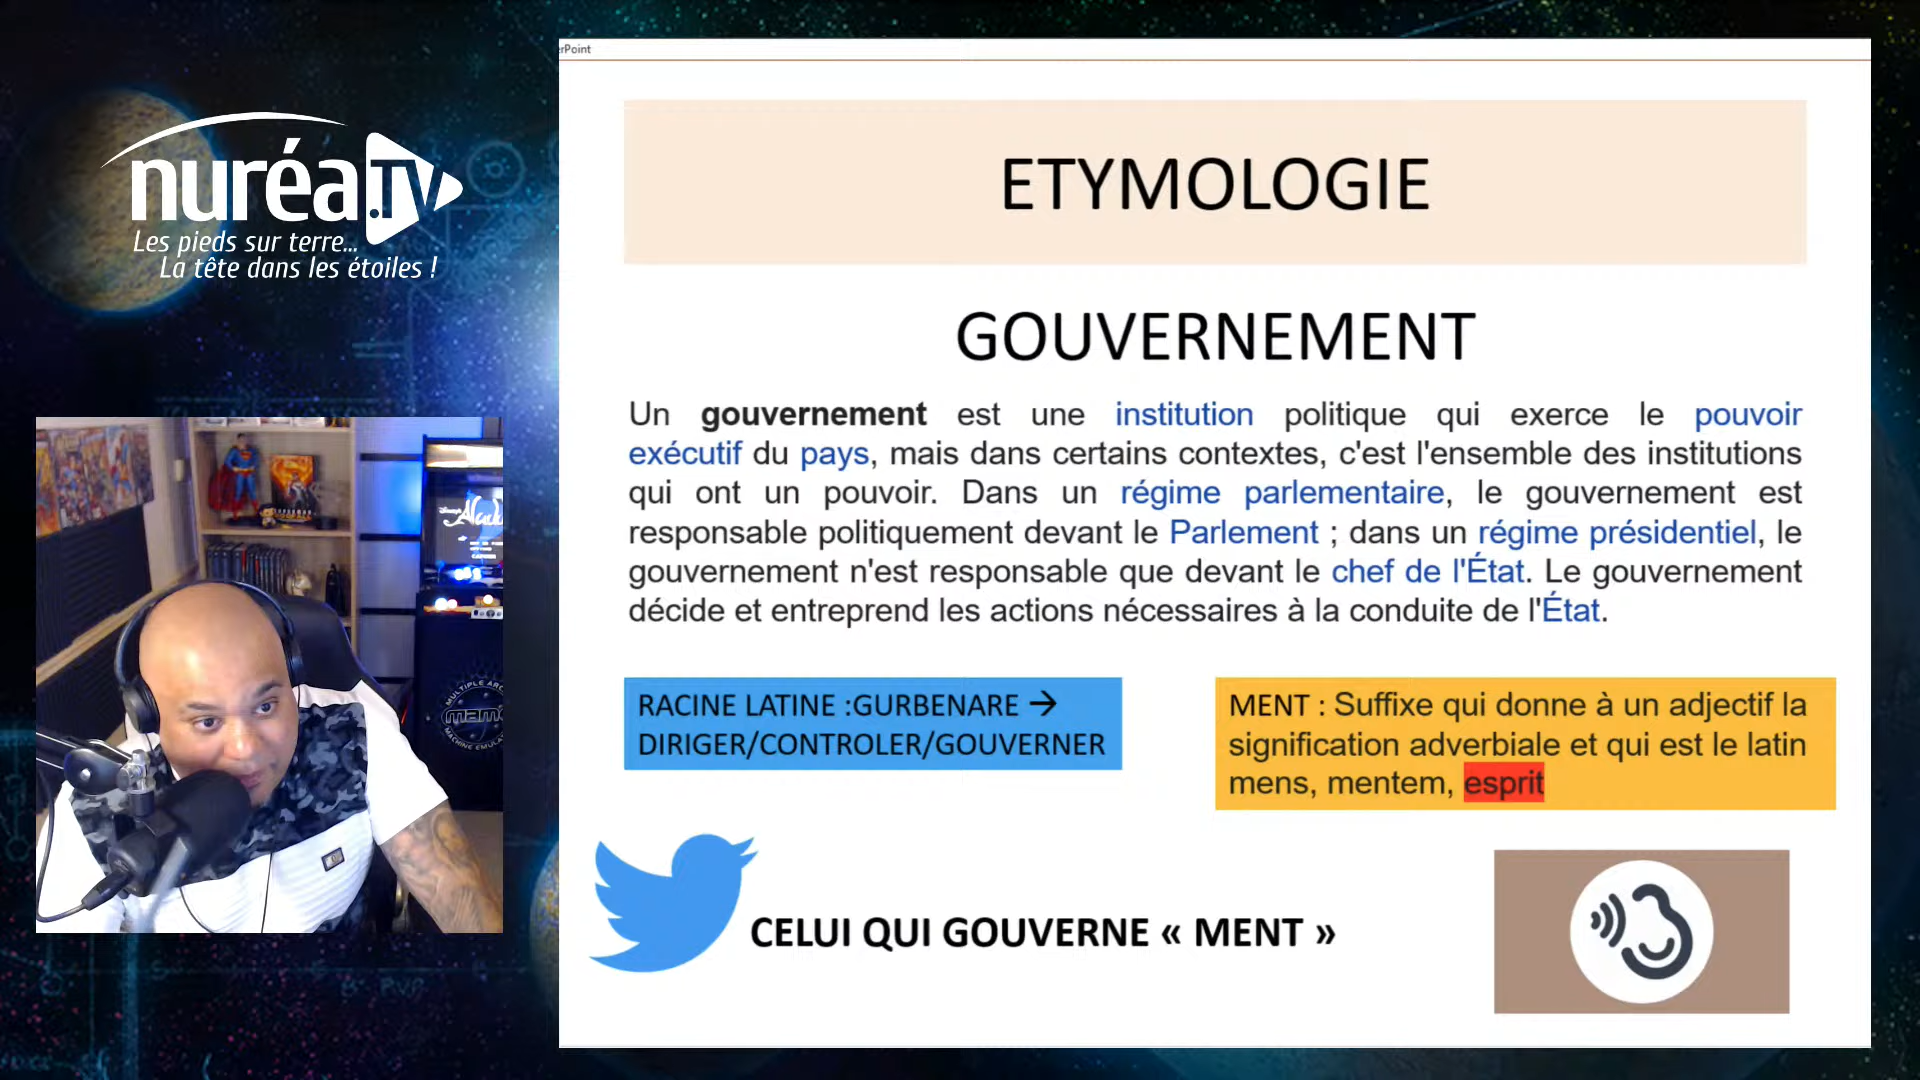 rPoint
nuréa.TV
Les pieds sur terre...
La tête dans les étoiles !
ETYMOLOGIE
GOUVERNEMENT
Un gouvernement est une institution politique qui exerce le pouvoir
exécutif du pays, mais dans certains contextes, c'est l'ensemble des institutions
qui ont un pouvoir. Dans un régime parlementaire, le gouvernement est
responsable politiquement devant le Parlement ; dans un régime présidentiel, le
gouvernement n'est responsable que devant le chef de l'État. Le gouvernement
décide et entreprend les actions nécessaires à la conduite de l'État.
RACINE LATINE :GURBENARE →
DIRIGER/CONTROLER/GOUVERNER
MENT : Suffixe qui donne à un adjectif la
signification adverbiale et qui est le latin
mens, mentem, esprit
CELUI QUI GOUVERNE « MENT »
MULTIPLE ARC
mame